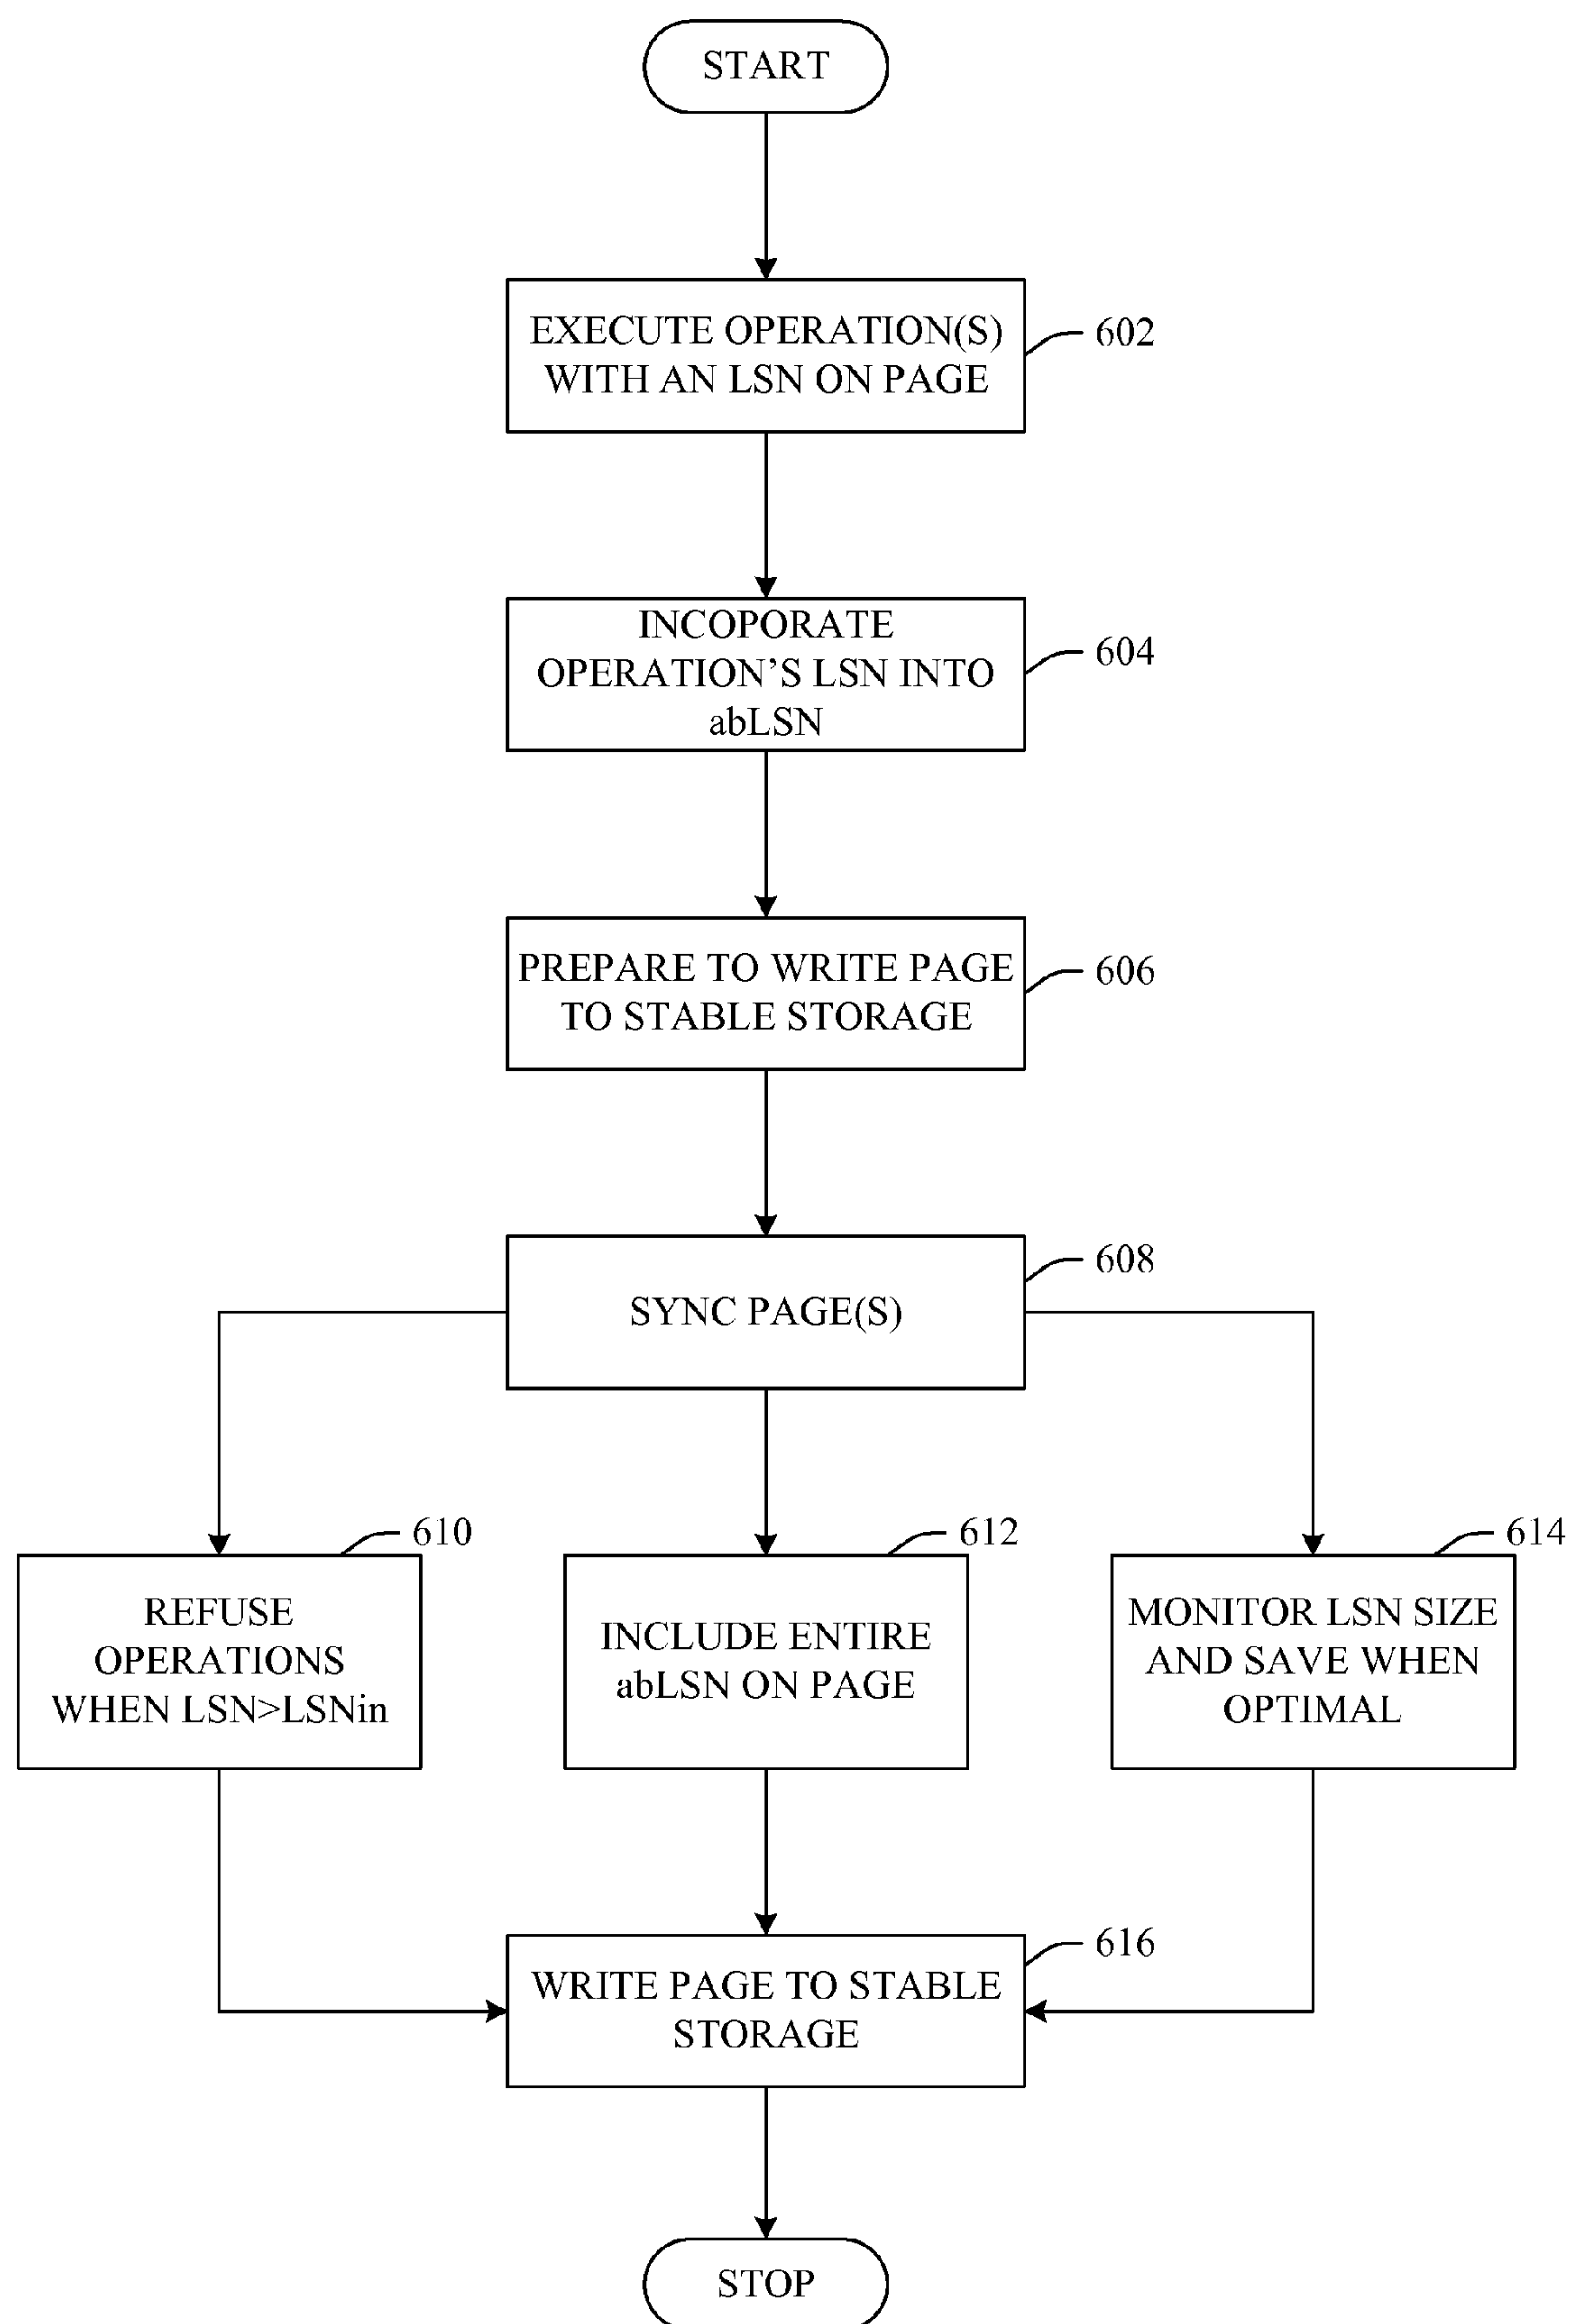 START
EXECUTE OPERATION(S)
WITH AN LSN ON PAGE
602
INCOPORATE
OPERATION'S LSN INTO
abLSN
604
PREPARE TO WRITE PAGE
TO STABLE STORAGE
606
SYNC PAGE(S)
608
REFUSE
OPERATIONS
WHEN LSN>LSNin
610
INCLUDE ENTIRE
abLSN ON PAGE
612
MONITOR LSN SIZE
AND SAVE WHEN
OPTIMAL
614
WRITE PAGE TO STABLE
STORAGE
616
STOP